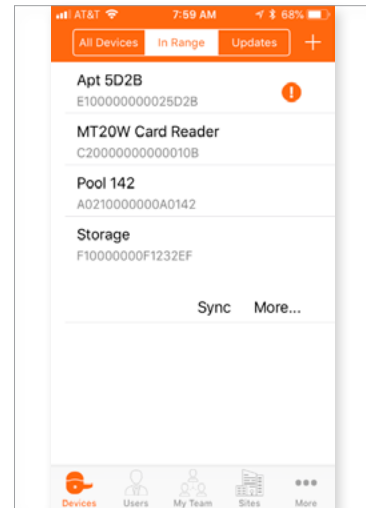 AT&T 7:59 AM 68%
All Devices In Range Updates +
Apt 5D2B
E100000000025D2B
!
MT20W Card Reader
C20000000000010B
Pool 142
A0210000000A0142
Storage
F10000000F1232EF
Sync More...
Devices Users My Team Sites More